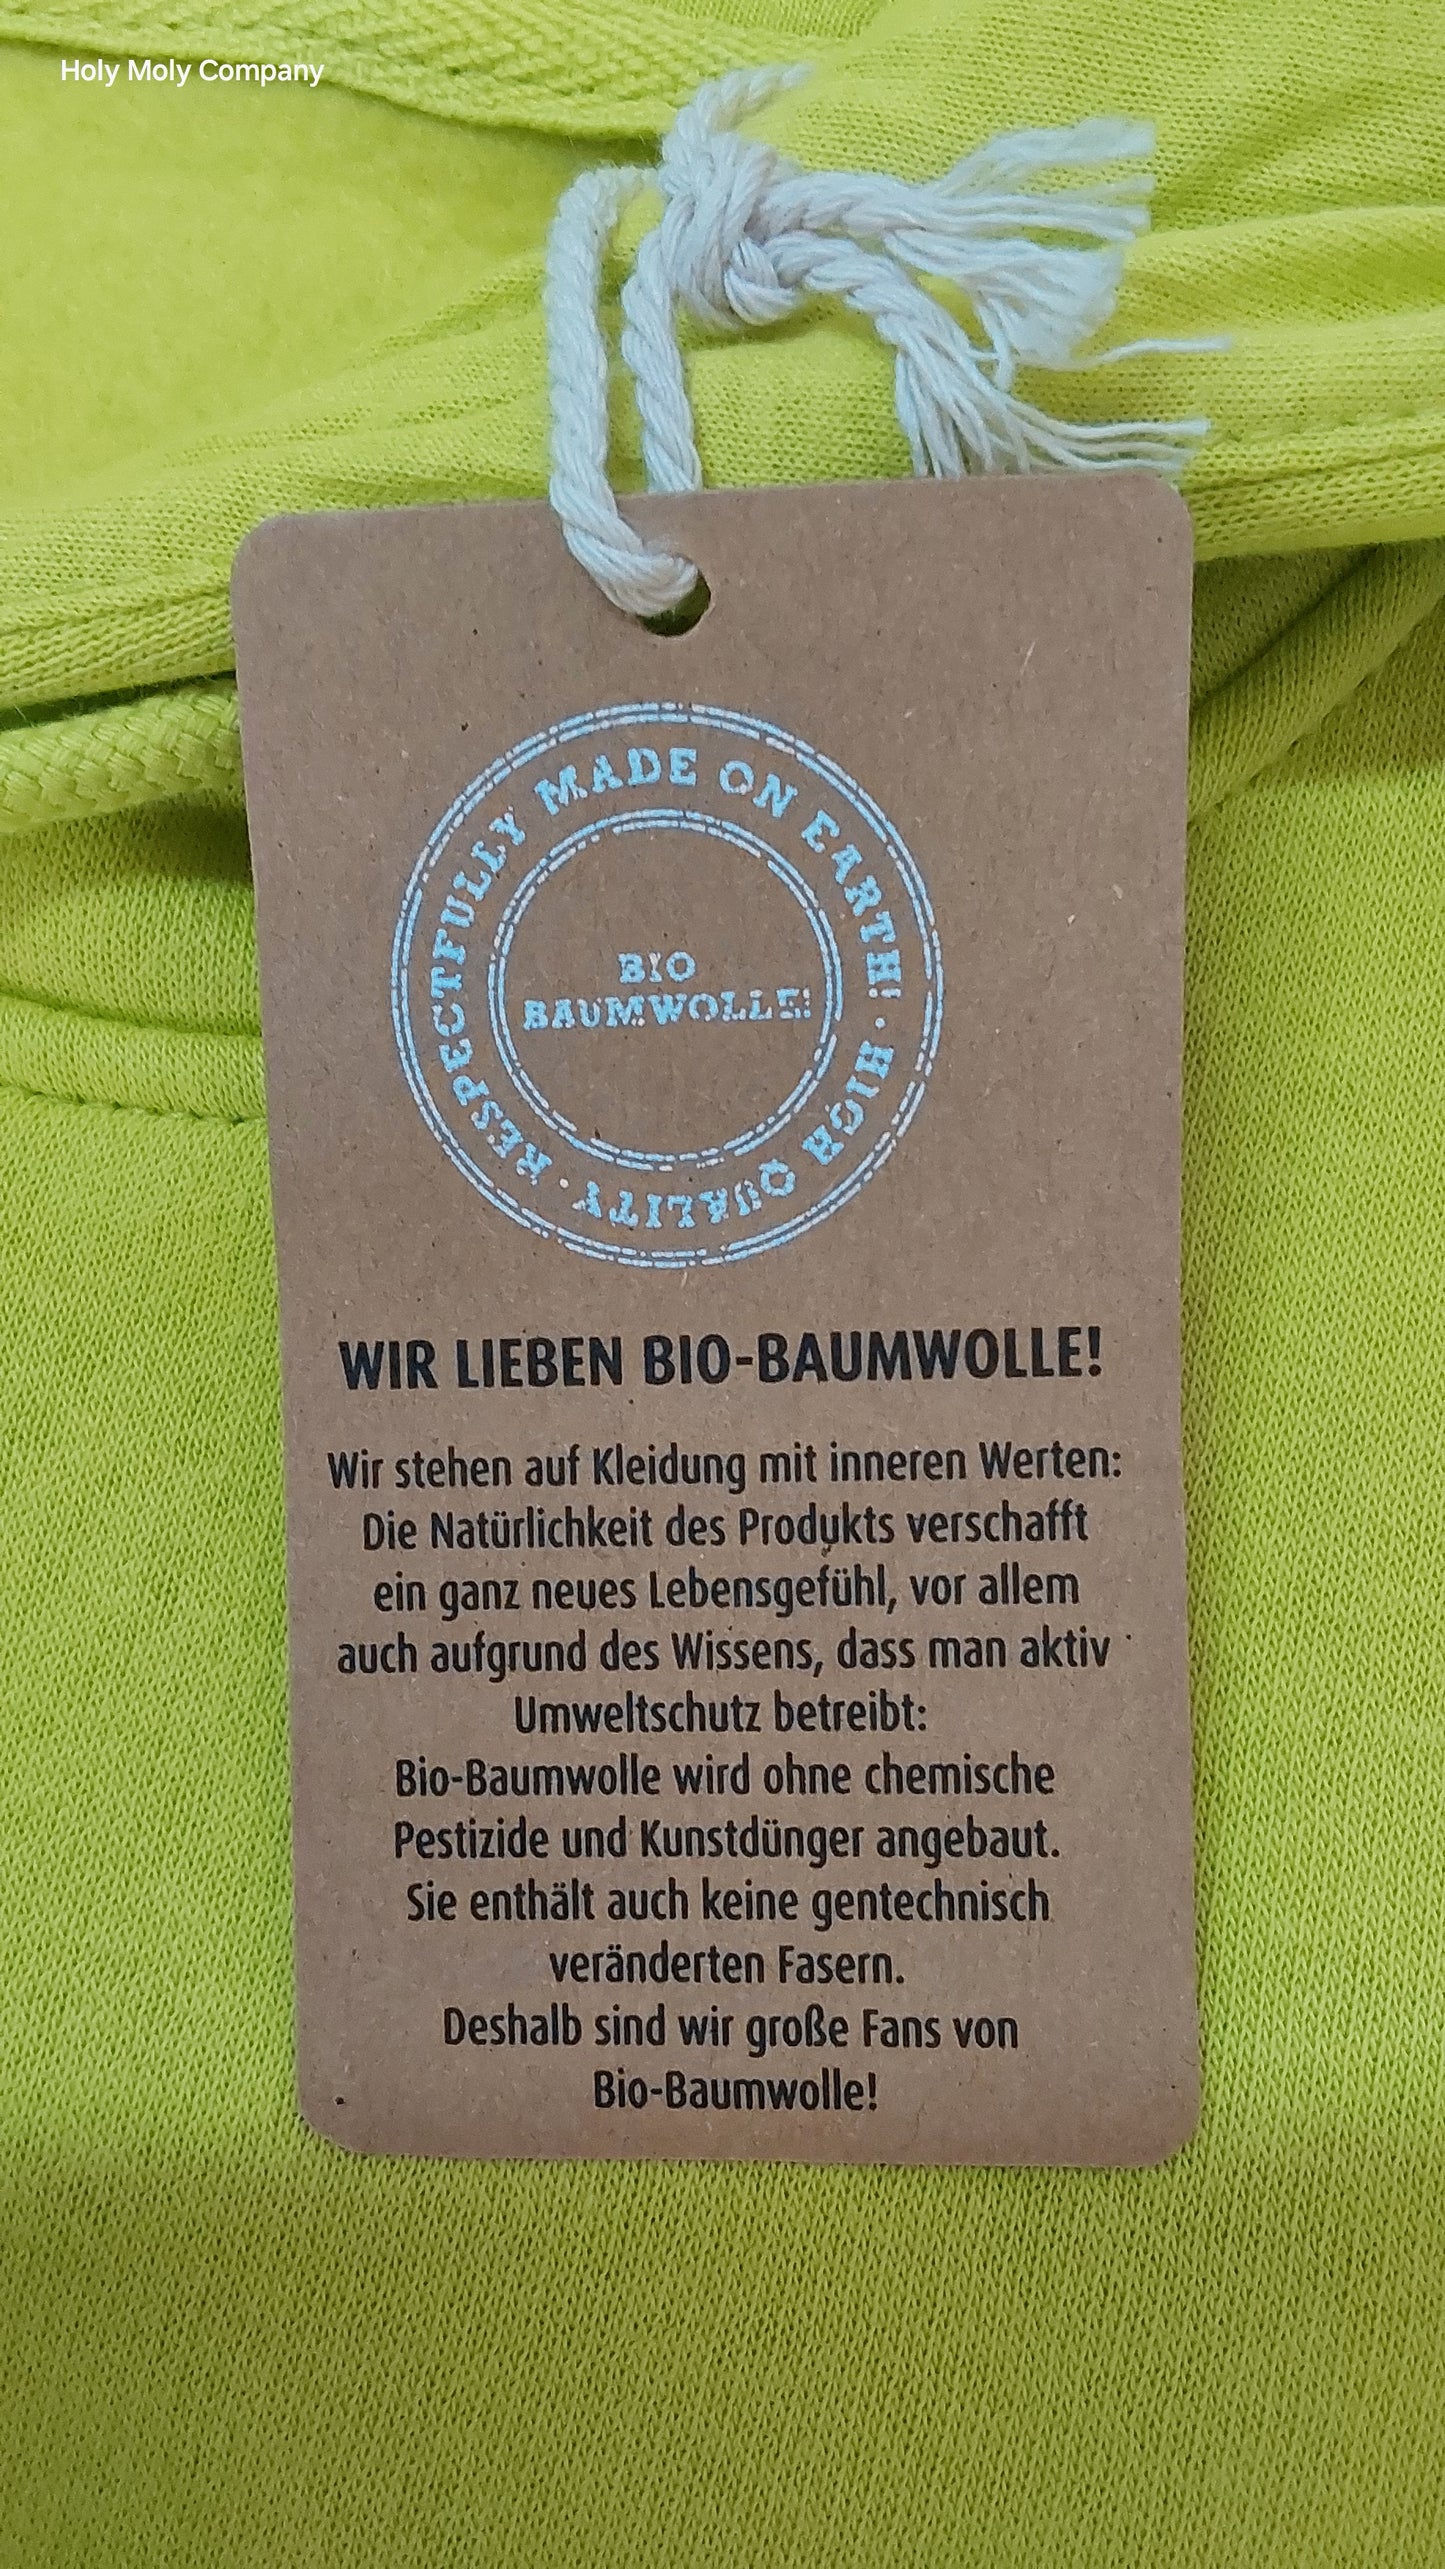 Holy Moly Company
RESPECTFULLY MADE ON EARTH! · HIGH QUALITY ·
BIO
BAUMWOLLE!
WIR LIEBEN BIO-BAUMWOLLE!
Wir stehen auf Kleidung mit inneren Werten:
Die Natürlichkeit des Produkts verschafft
ein ganz neues Lebensgefühl, vor allem
auch aufgrund des Wissens, dass man aktiv
Umweltschutz betreibt:
Bio-Baumwolle wird ohne chemische
Pestizide und Kunstdünger angebaut.
Sie enthält auch keine gentechnisch
veränderten Fasern.
Deshalb sind wir große Fans von
Bio-Baumwolle!